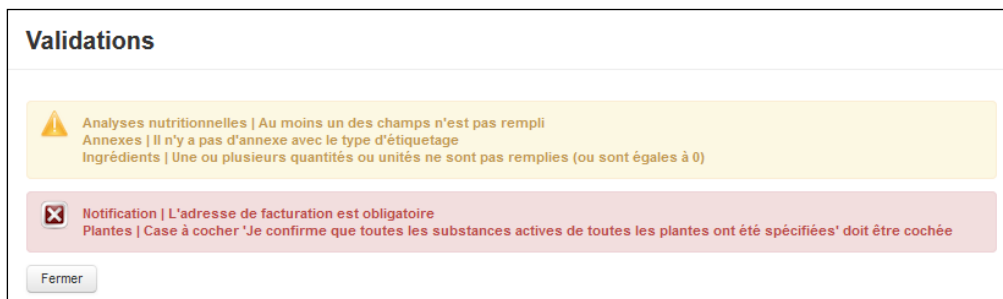 Validations
Analyses nutritionnelles | Au moins un des champs n'est pas rempli
Annexes | Il n'y a pas d'annexe avec le type d'étiquetage
Ingrédients | Une ou plusieurs quantités ou unités ne sont pas remplies (ou sont égales à 0)
Notification | L'adresse de facturation est obligatoire
Plantes | Case à cocher 'Je confirme que toutes les substances actives de toutes les plantes ont été spécifiées' doit être cochée
Fermer